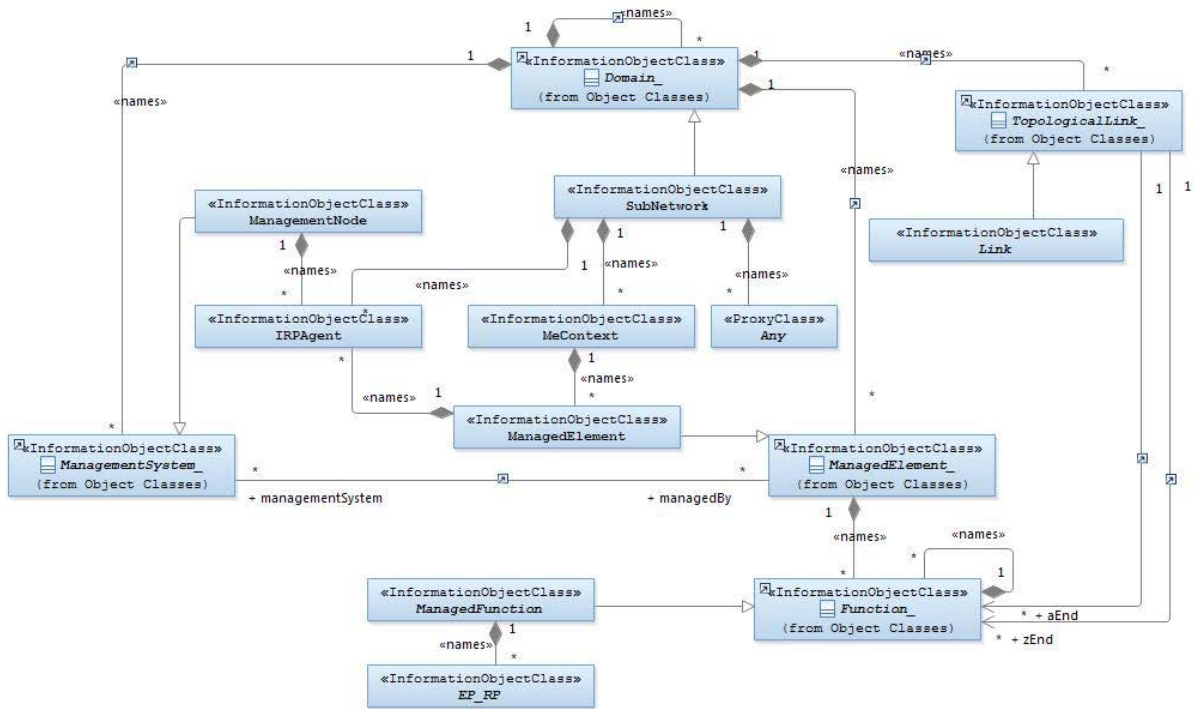 «names»
1
*
«InformationObjectClass»
Domain_
(from Object Classes)
1
«names»
1
«names»
*
1
«names»
*
«InformationObjectClass»
TopologicalLink_
(from Object Classes)
1
1
«InformationObjectClass»
Link
«InformationObjectClass»
SubNetwork
«InformationObjectClass»
ManagementNode
1
«names»
*
1
«names»
*
1
«names»
*
1
«names»
*
«InformationObjectClass»
IRPAgent
«InformationObjectClass»
MeContext
«ProxyClass»
Any
1
«names»
*
*
«names»
1
«InformationObjectClass»
ManagedElement
*
*
«InformationObjectClass»
ManagementSystem_
(from Object Classes)
*
+ managementSystem
*
+ managedBy
«InformationObjectClass»
ManagedElement_
(from Object Classes)
1
«names»
*
«names»
*
1
«InformationObjectClass»
Function_
(from Object Classes)
* + aEnd
* + zEnd
«InformationObjectClass»
ManagedFunction
1
«names»
*
«InformationObjectClass»
EP_RP